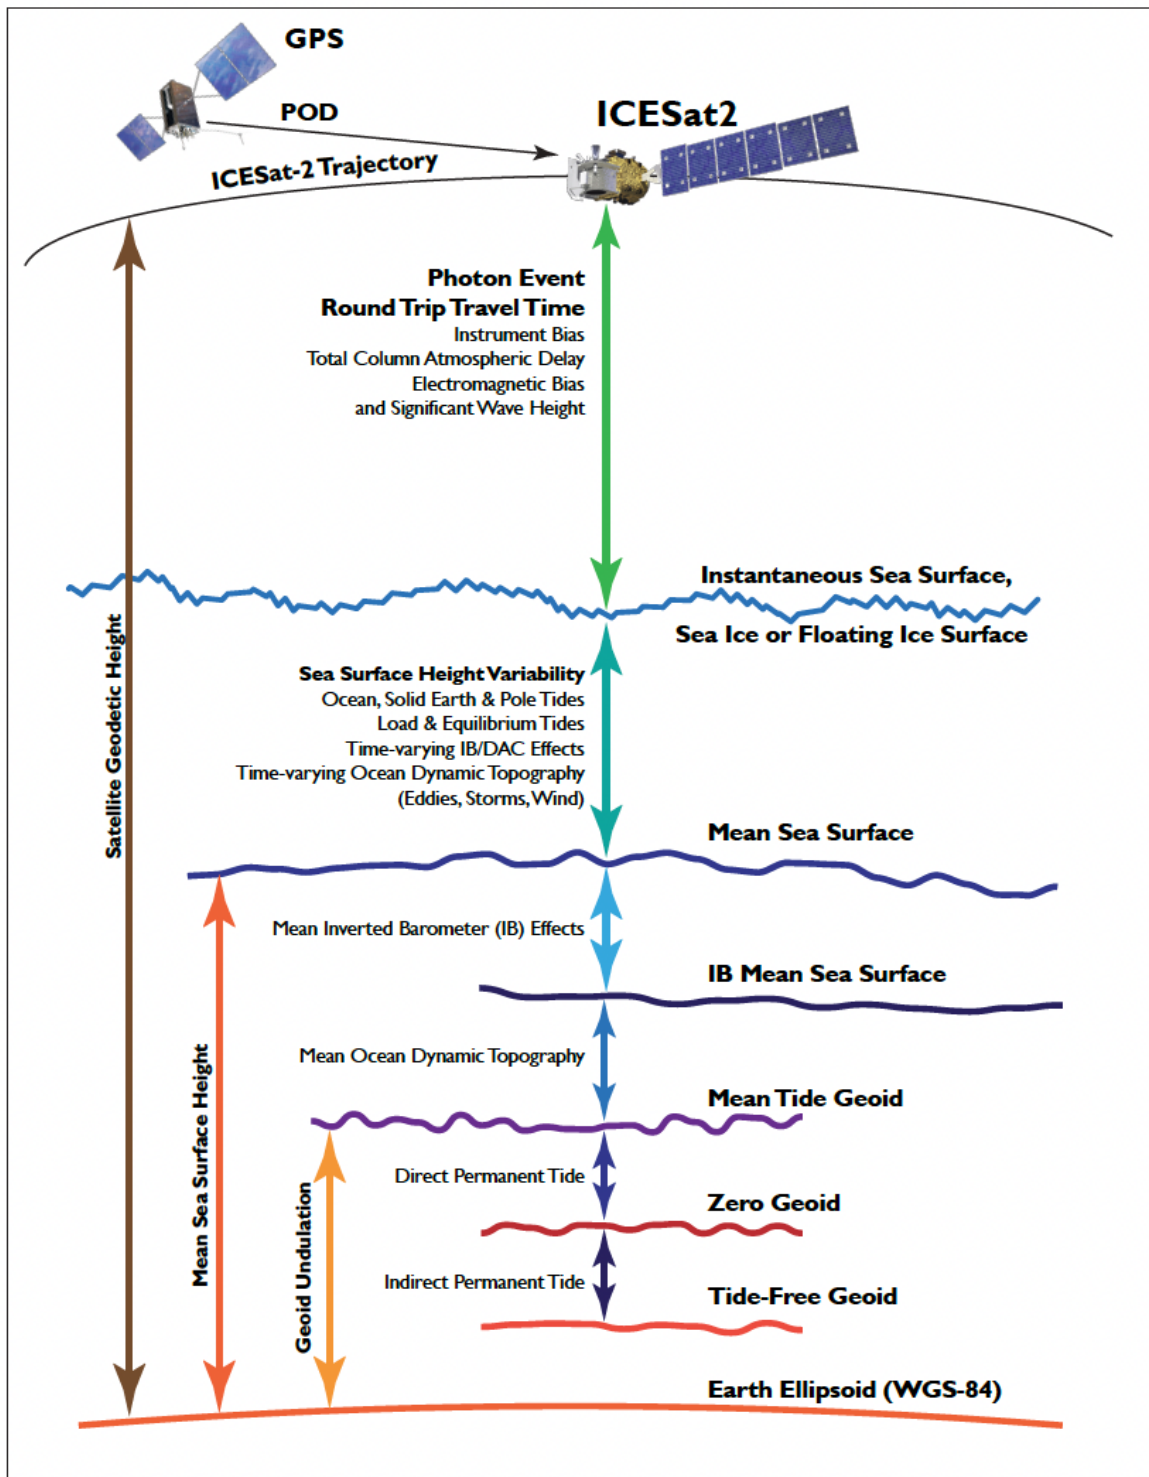 GPS
POD
ICESat2
ICESat-2 Trajectory
Photon Event
Round Trip Travel Time
Instrument Bias
Total Column Atmospheric Delay
Electromagnetic Bias
and Significant Wave Height
Instantaneous Sea Surface,
Sea Ice or Floating Ice Surface
Satellite Geodetic Height
Sea Surface Height Variability
Ocean, Solid Earth & Pole Tides
Load & Equilibrium Tides
Time-varying IB/DAC Effects
Time-varying Ocean Dynamic Topography
(Eddies, Storms, Wind)
Mean Sea Surface
Mean Inverted Barometer (IB) Effects
IB Mean Sea Surface
Mean Sea Surface Height
Mean Ocean Dynamic Topography
Mean Tide Geoid
Geoid Undulation
Direct Permanent Tide
Zero Geoid
Indirect Permanent Tide
Tide-Free Geoid
Earth Ellipsoid (WGS-84)